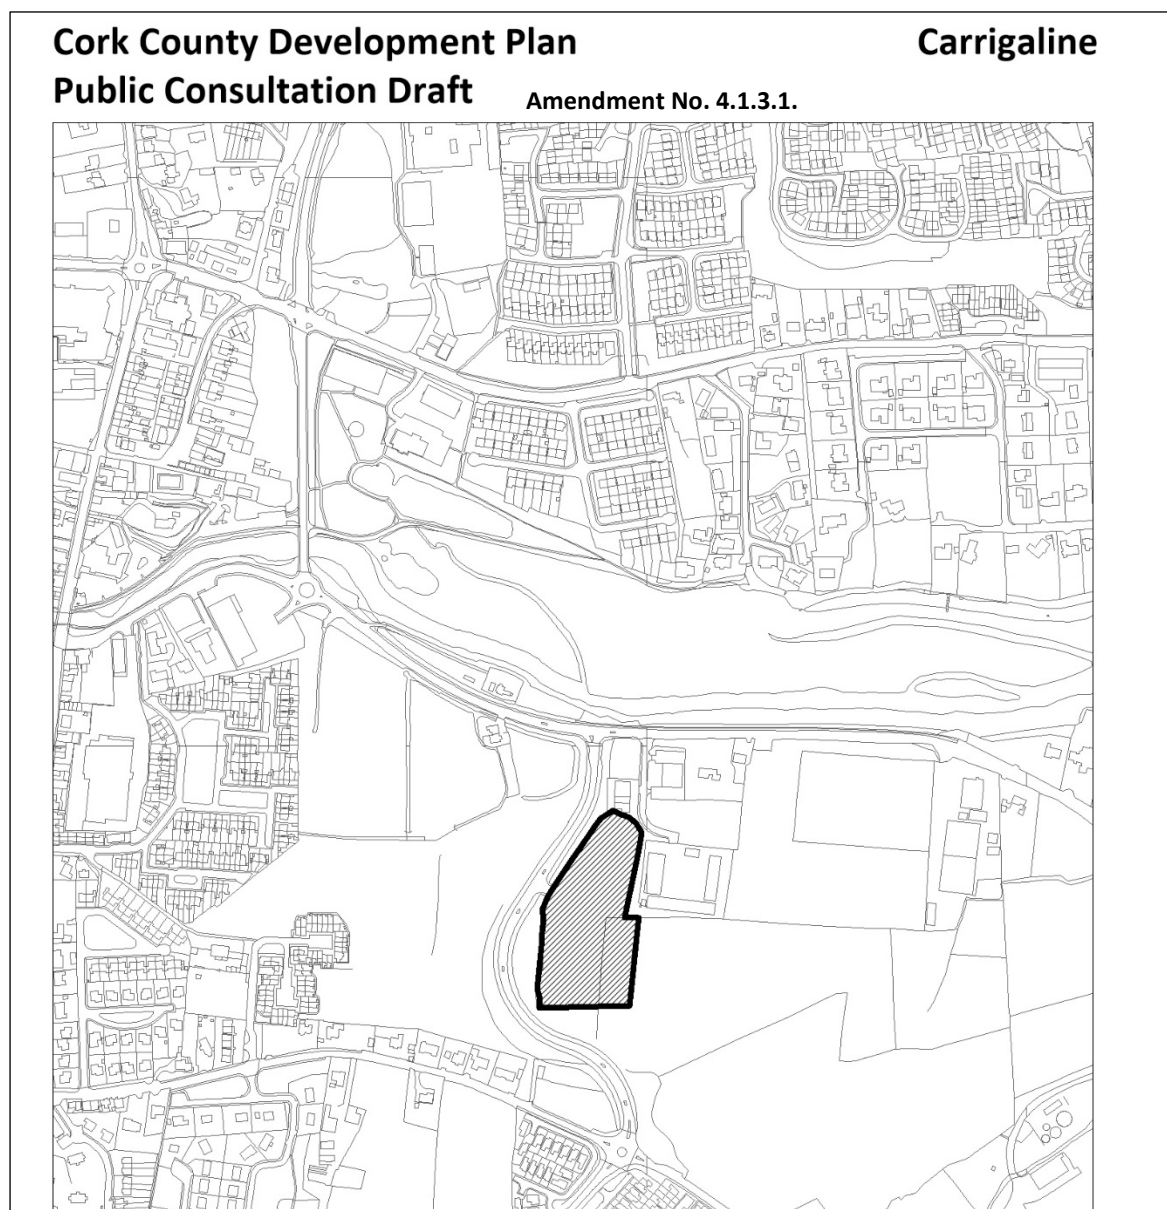 Cork County Development Plan
Carrigaline
Public Consultation Draft
Amendment No. 4.1.3.1.